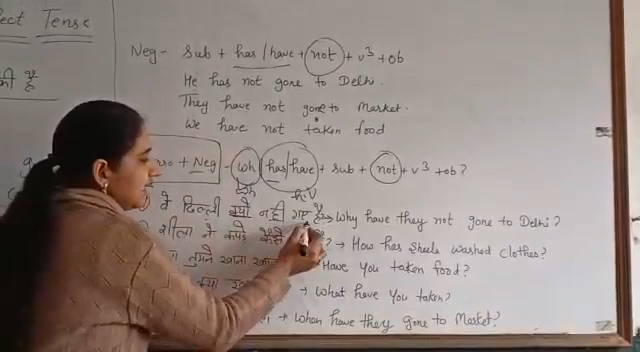 ect Tense
Neg - Sub + has/have + not + v³ + ob
He has not gone to Delhi.
They have not gone to Market.
We have not taken food
+ Neg - Wh has/have + sub + not + v³ + ob?
Wh H.V
वे दिल्ली क्यों नहीं गए हैं → Why have they not gone to Delhi?
शीला ने कपड़े कैसे ? → How has Sheela washed clothes?
तुमने खाना Have you taken food?
क्या → What have you taken?
→ When have they gone to Market?